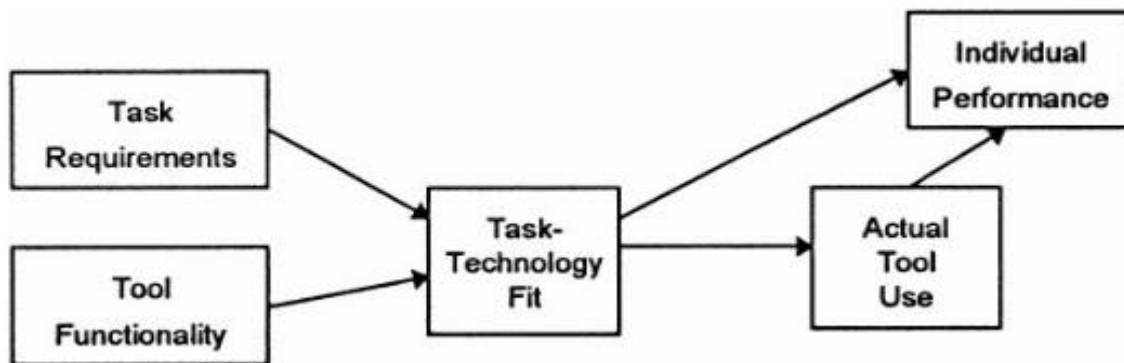 Task
Requirements
Tool
Functionality
Task-
Technology
Fit
Individual
Performance
Actual
Tool
Use